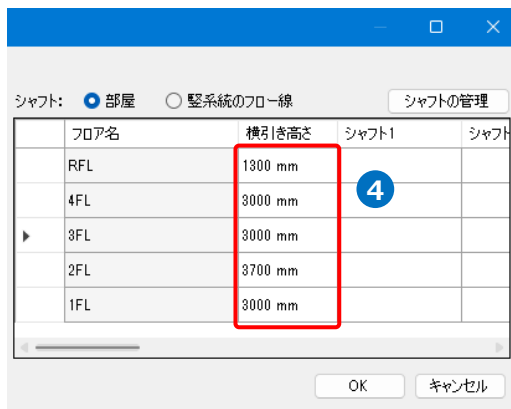 シャフト: 部屋 竪系統のフロー線 シャフトの管理
フロア名 横引き高さ シャフト1 シャフト
RFL 1300 mm
4FL 3000 mm
3FL 3000 mm
2FL 3700 mm
1FL 3000 mm
4
OK キャンセル